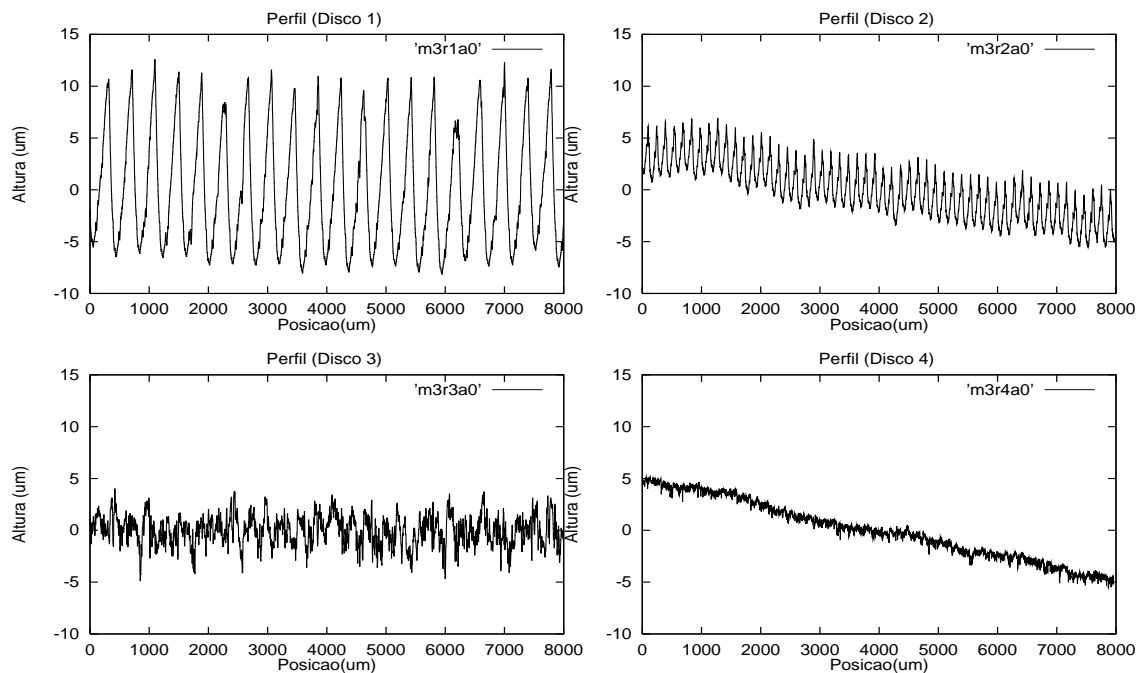 Perfil (Disco 1)
15
'm3r1a0'
10
5
0
-5
-10
Altura (um)
0 1000 2000 3000 4000 5000 6000 7000 8000
Posicao(um)
Perfil (Disco 2)
15
'm3r2a0'
10
5
0
-5
-10
Altura (um)
0 1000 2000 3000 4000 5000 6000 7000 8000
Posicao(um)
Perfil (Disco 3)
15
'm3r3a0'
10
5
0
-5
-10
Altura (um)
0 1000 2000 3000 4000 5000 6000 7000 8000
Posicao(um)
Perfil (Disco 4)
15
'm3r4a0'
10
5
0
-5
-10
Altura (um)
0 1000 2000 3000 4000 5000 6000 7000 8000
Posicao(um)